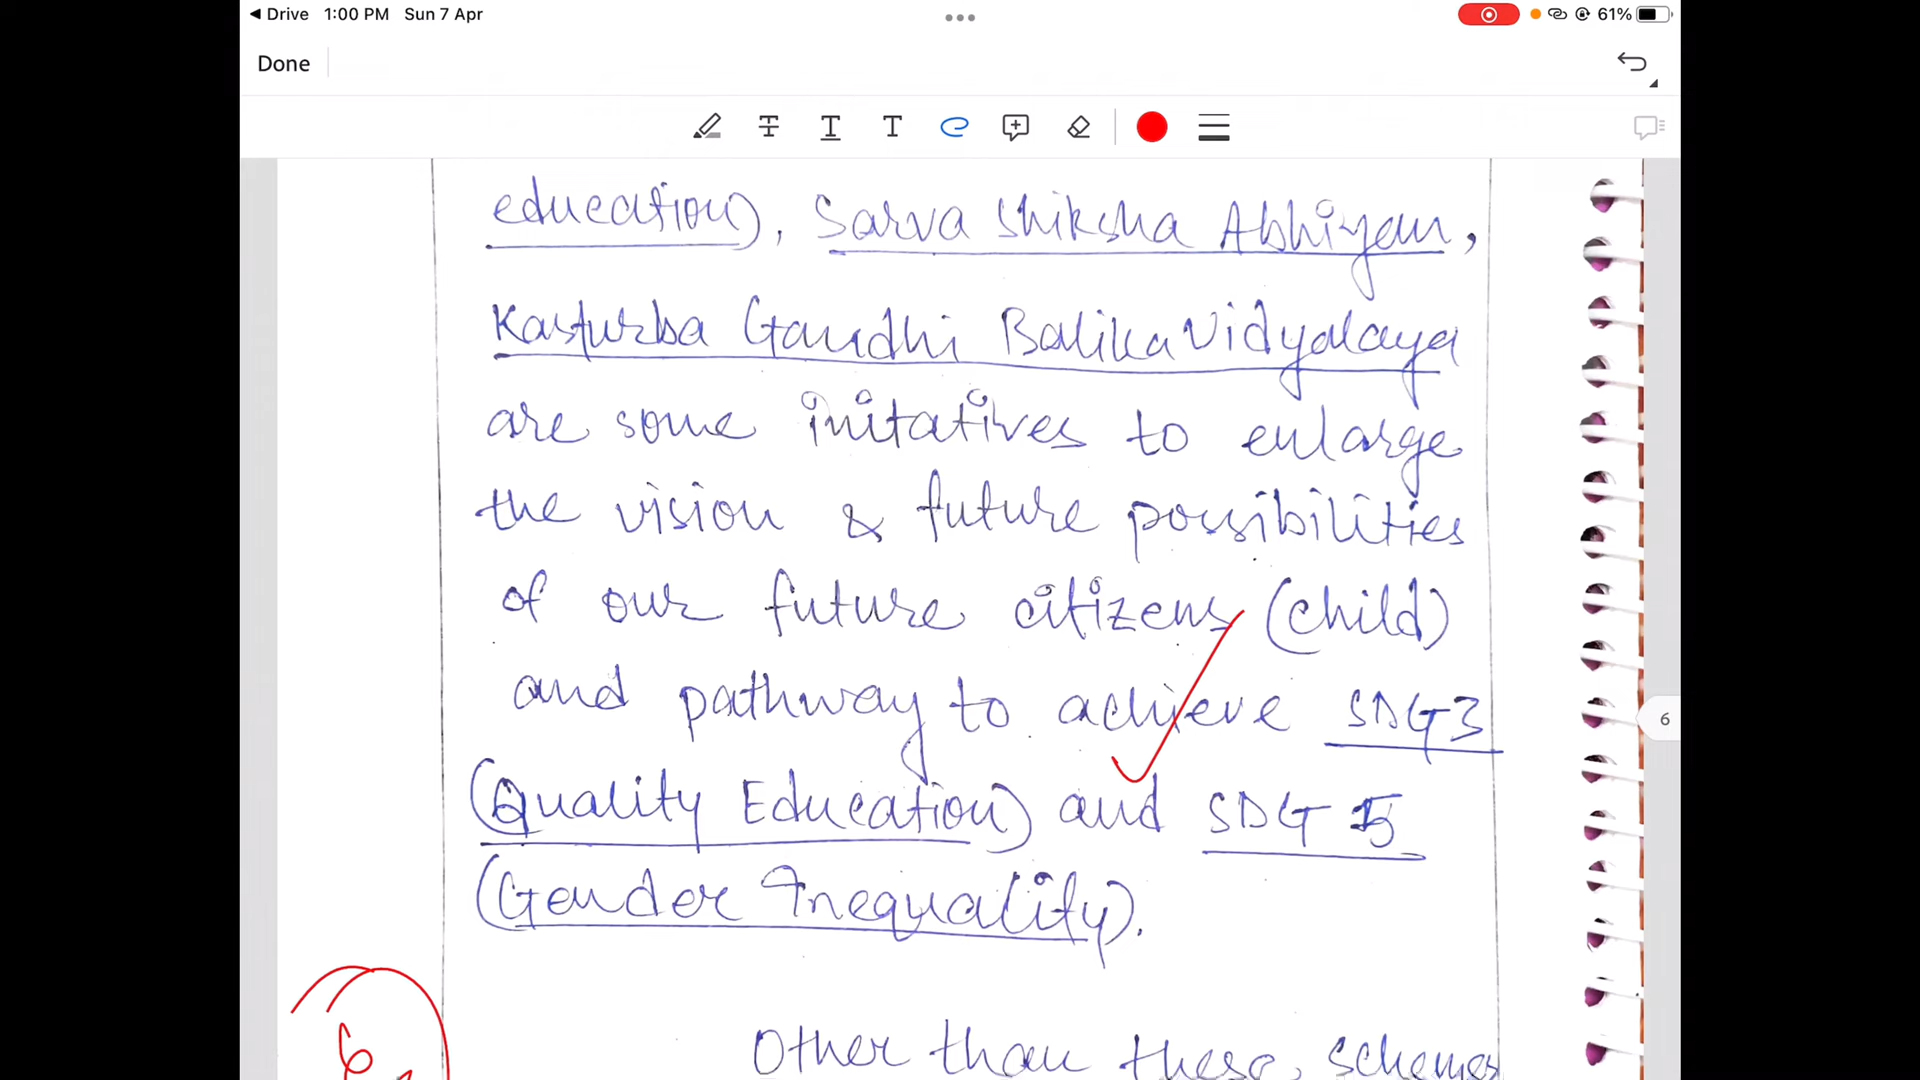 Drive 1:00 PM Sun 7 Apr
61%
Done
T T T
education), Sarva Shiksha Abhiyan,
Kasturba Gandhi Balika Vidyalaya
are some initatives to enlarge
the vision & future possibilities
of our future citizens (child)
and pathway to achieve SDG3
(Quality Education) and SDG 5
(Gender Inequality).
6
6
Other than these, schemes